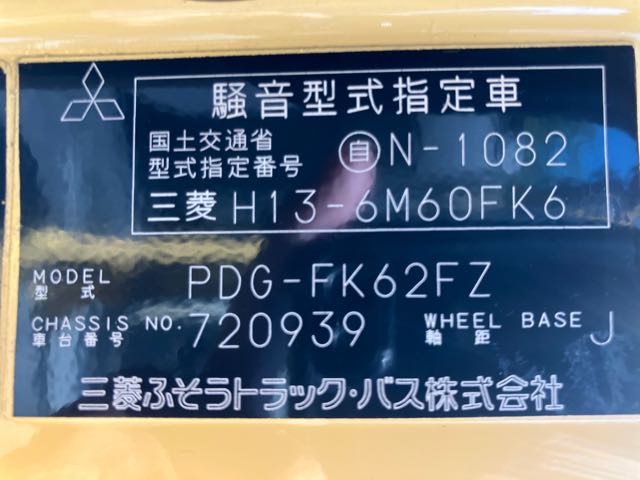 騒音型式指定車
国土交通省
型式指定番号 自 N-1082
三菱 H13-6M60FK6
MODEL
型式 PDG-FK62FZ
CHASSIS NO. 720939 WHEEL BASE J
車台番号 軸距
三菱ふそうトラック・バス株式会社